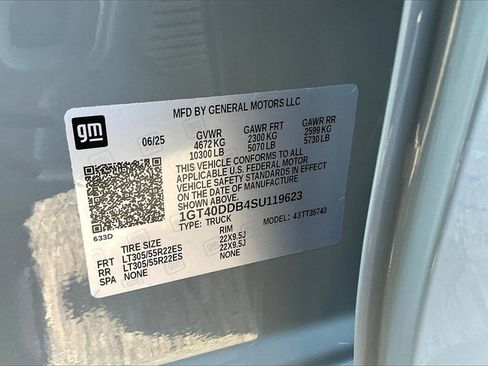 MFD BY GENERAL MOTORS LLC
gm
06/25 GVWR GAWR FRT GAWR RR
4672 KG 2300 KG 2599 KG
10300 LB 5070 LB 5730 LB
THIS VEHICLE CONFORMS TO ALL
APPLICABLE U.S. FEDERAL MOTOR
VEHICLE SAFETY STANDARDS IN EFFECT
ON THE DATE OF MANUFACTURE
SHOWN ABOVE.
1GT40DDB4SU119623
TYPE: TRUCK MODEL: 43TT35743
633D
TIRE SIZE RIM
FRT LT305/55R22ES 22X9.5J
RR LT305/55R22ES 22X9.5J
SPA NONE NONE